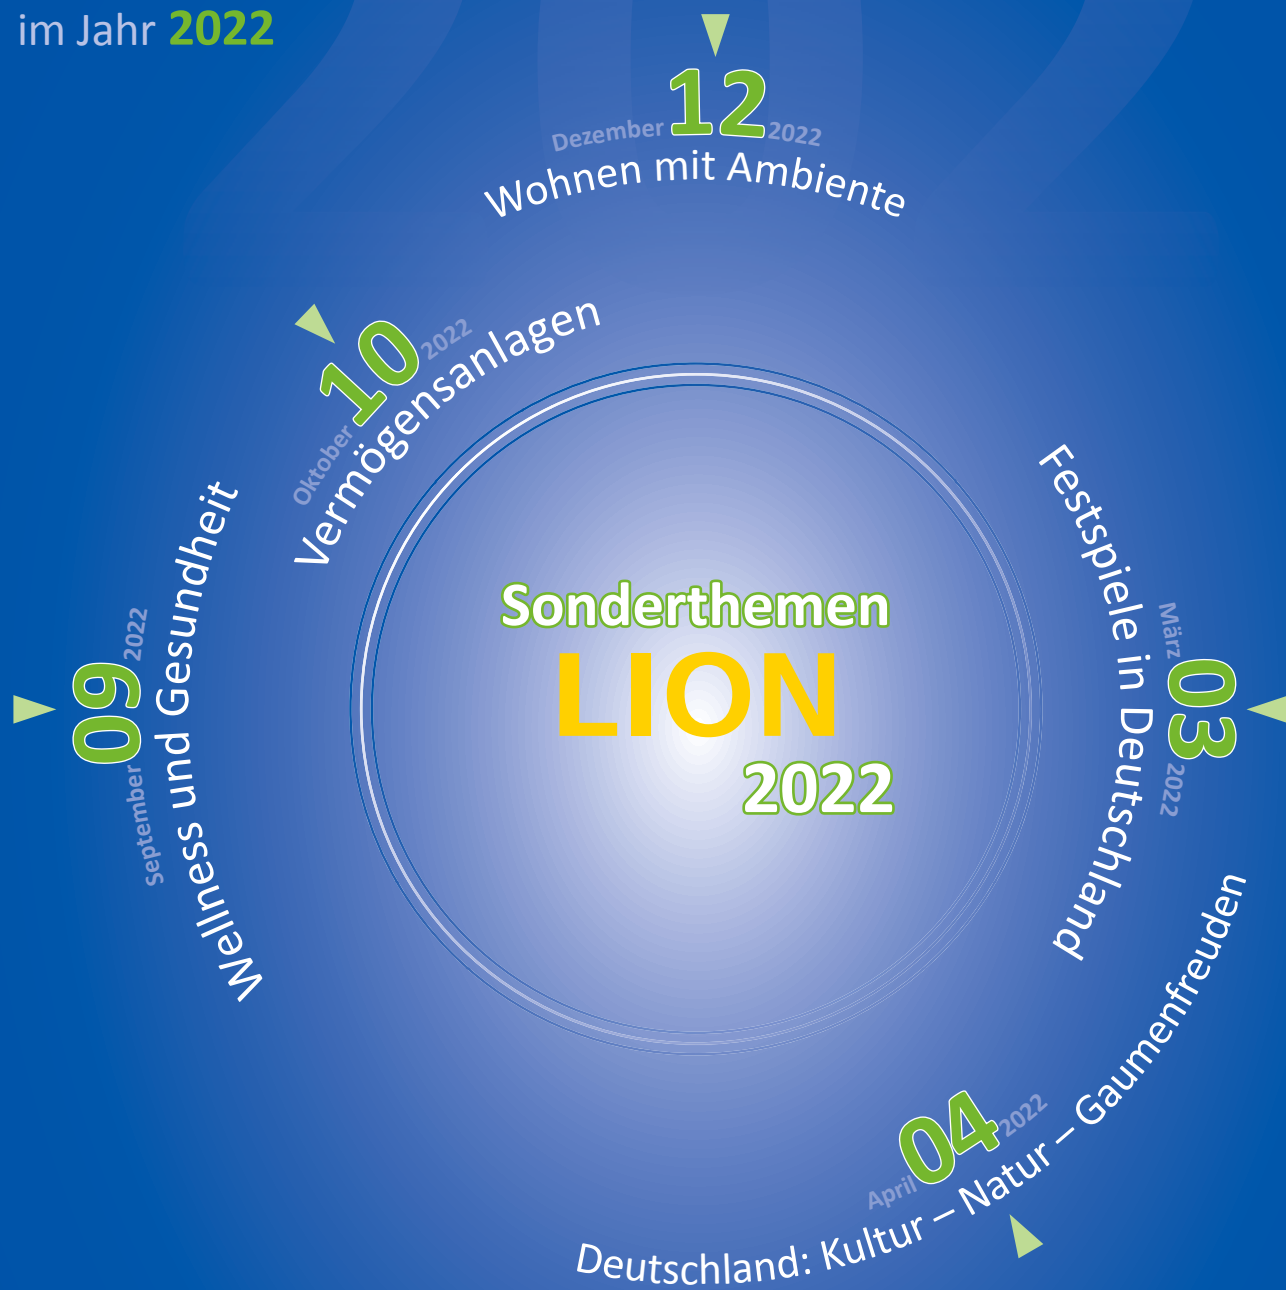 im Jahr 2022
Dezember 12 2022
Wohnen mit Ambiente
Oktober 10 2022
Vermögensanlagen
September 09 2022
Wellness und Gesundheit
Sonderthemen
LION
2022
März 03 2022
Festspiele in Deutschland
April 04 2022
Deutschland: Kultur – Natur – Gaumenfreuden